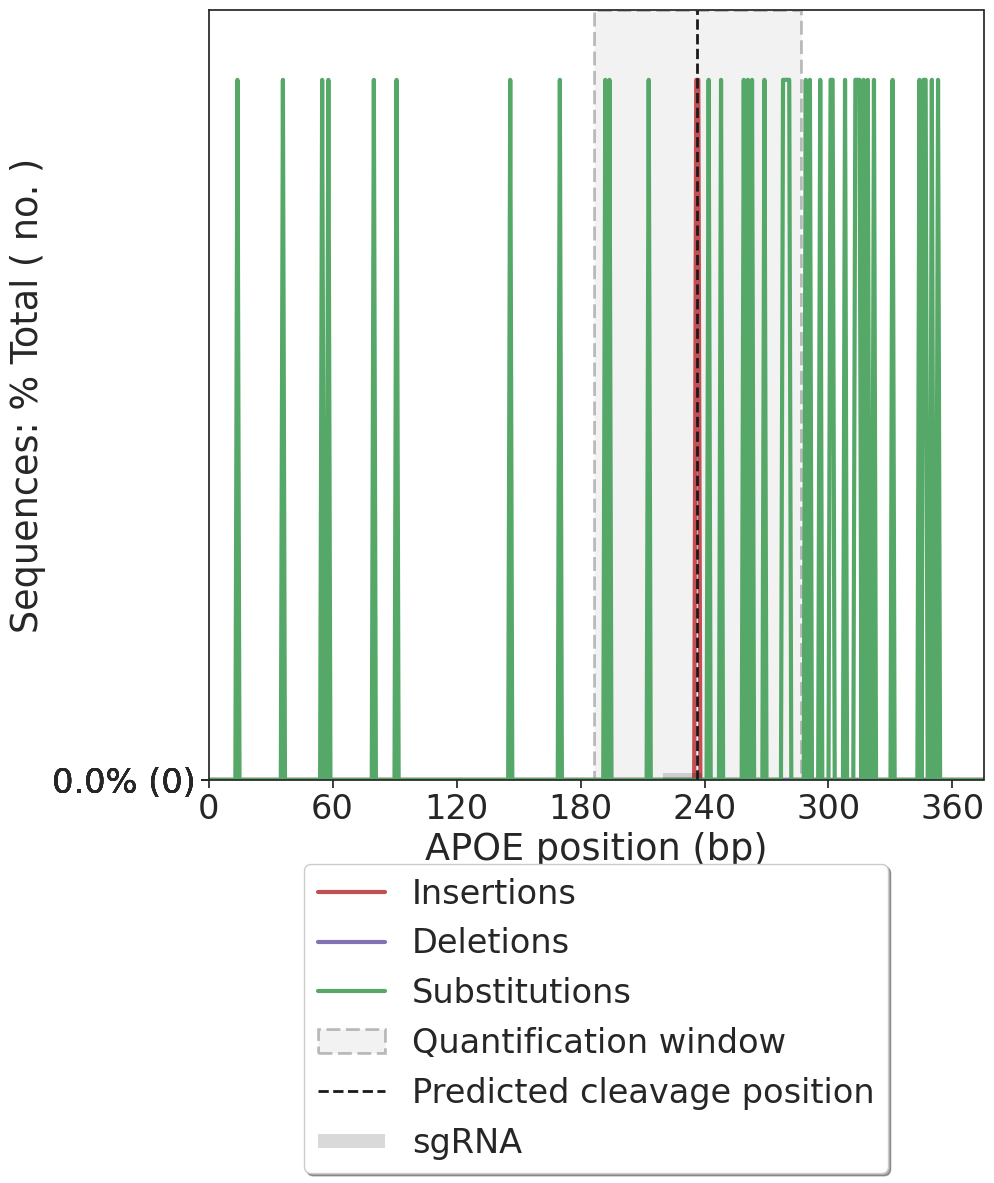 Sequences: % Total ( no. )
0.0% (0)
0 60 120 180 240 300 360
APOE position (bp)
Insertions
Deletions
Substitutions
Quantification window
Predicted cleavage position
sgRNA